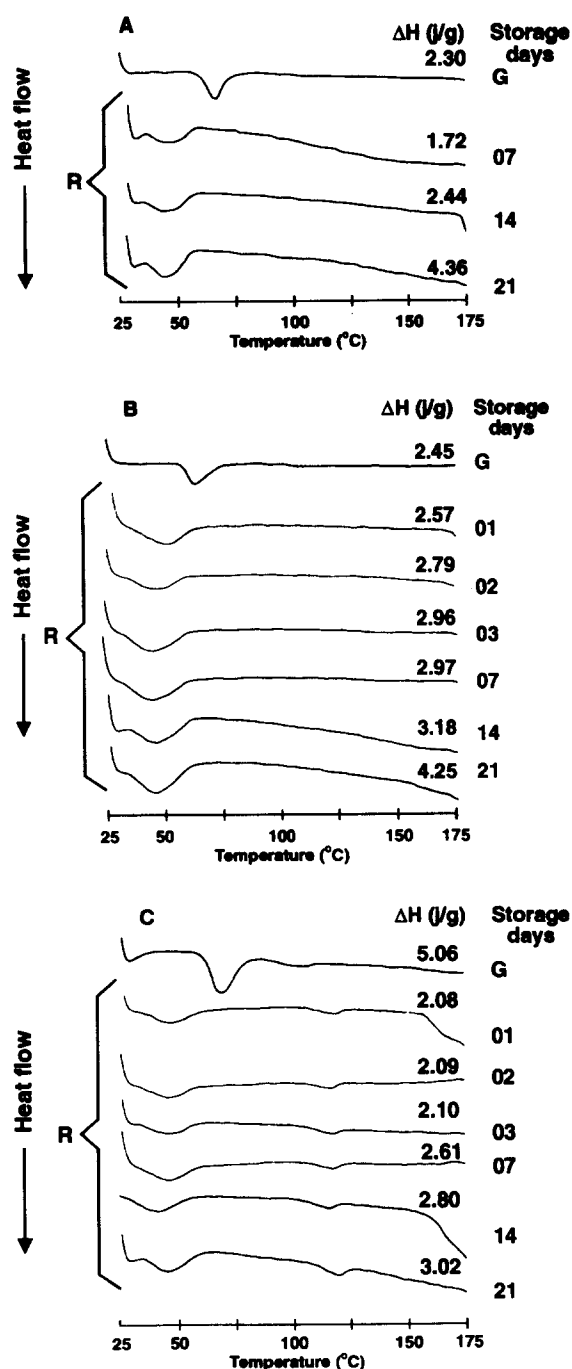 A
ΔH (j/g)
Storage
days
2.30
G
Heat flow
R
1.72
07
2.44
14
4.36
21
25 50 100 150 175
Temperature (°C)
B
ΔH (j/g)
Storage
days
2.45
G
Heat flow
R
2.57
01
2.79
02
2.96
03
2.97
07
3.18
14
4.25
21
25 50 100 150 175
Temperature (°C)
C
ΔH (j/g)
Storage
days
5.06
G
Heat flow
R
2.08
01
2.09
02
2.10
03
2.61
07
2.80
14
3.02
21
25 50 100 150 175
Temperature (°C)